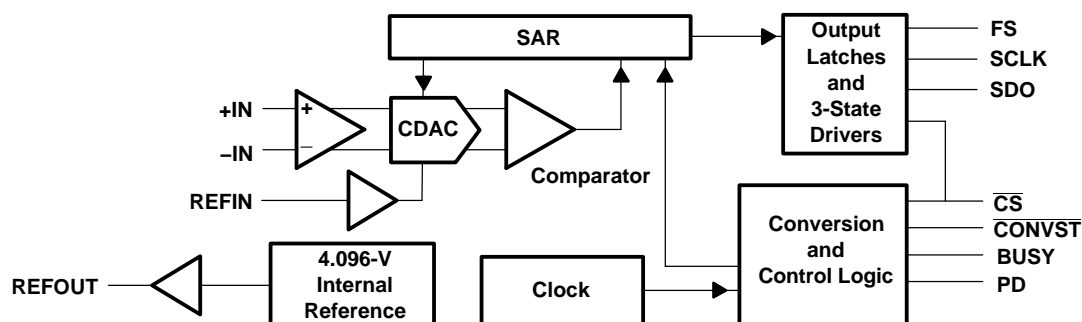 SAR
Output
Latches
and
3-State
Drivers
FS
SCLK
SDO
+IN
–IN
+
–
CDAC
Comparator
REFIN
CS
CONVST
BUSY
PD
Conversion
and
Control Logic
REFOUT
4.096-V
Internal
Reference
Clock